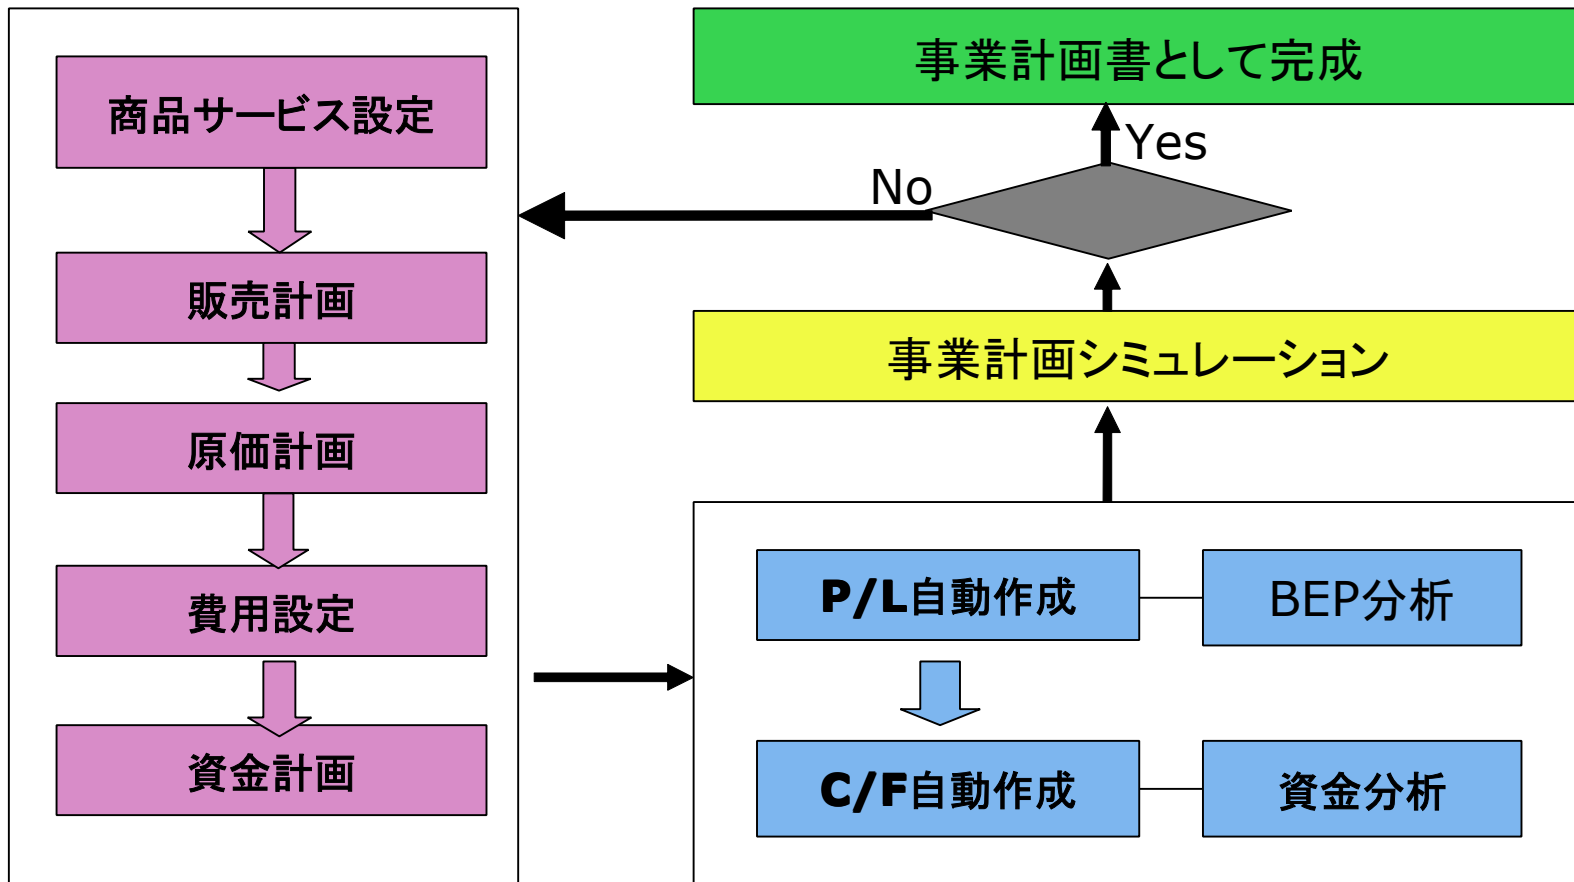 商品サービス設定
販売計画
原価計画
費用設定
資金計画
事業計画書として完成
Yes
No
事業計画シミュレーション
P/L自動作成
BEP分析
C/F自動作成
資金分析